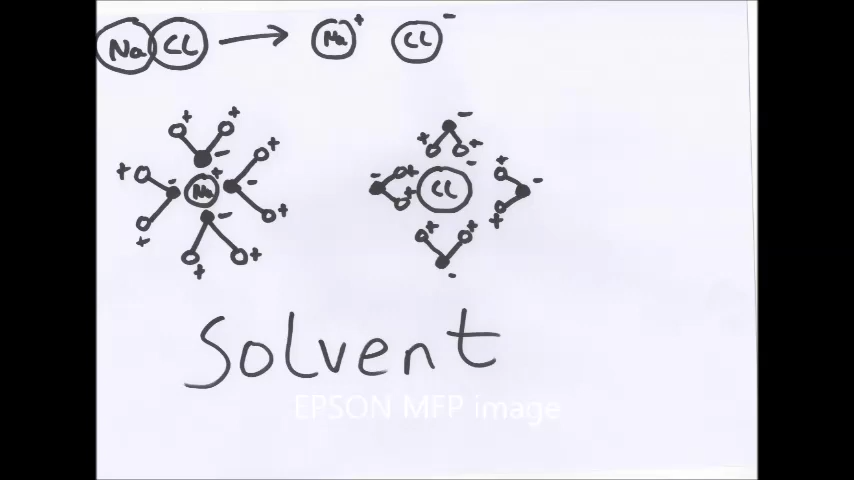 Na CL → Na+ CL-
+ + + + + + + + - - - - Na +
+ + + + + + + + - - - - CL -
Solvent
EPSON MFP image